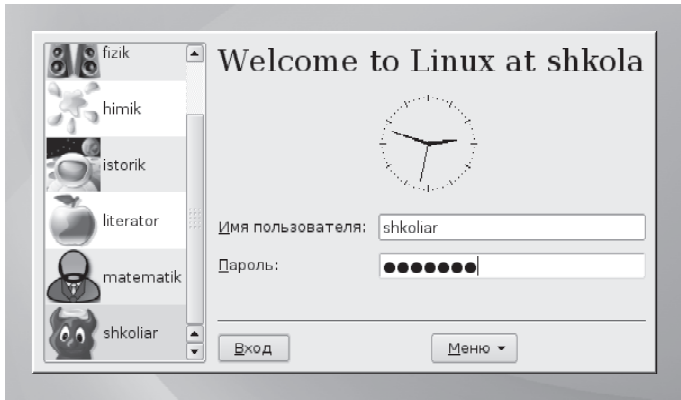 Welcome to Linux at shkola
fizik
himik
istorik
literator
matematik
shkoliar
Имя пользователя: shkoliar
Пароль: ●●●●●●●
Вход
Меню